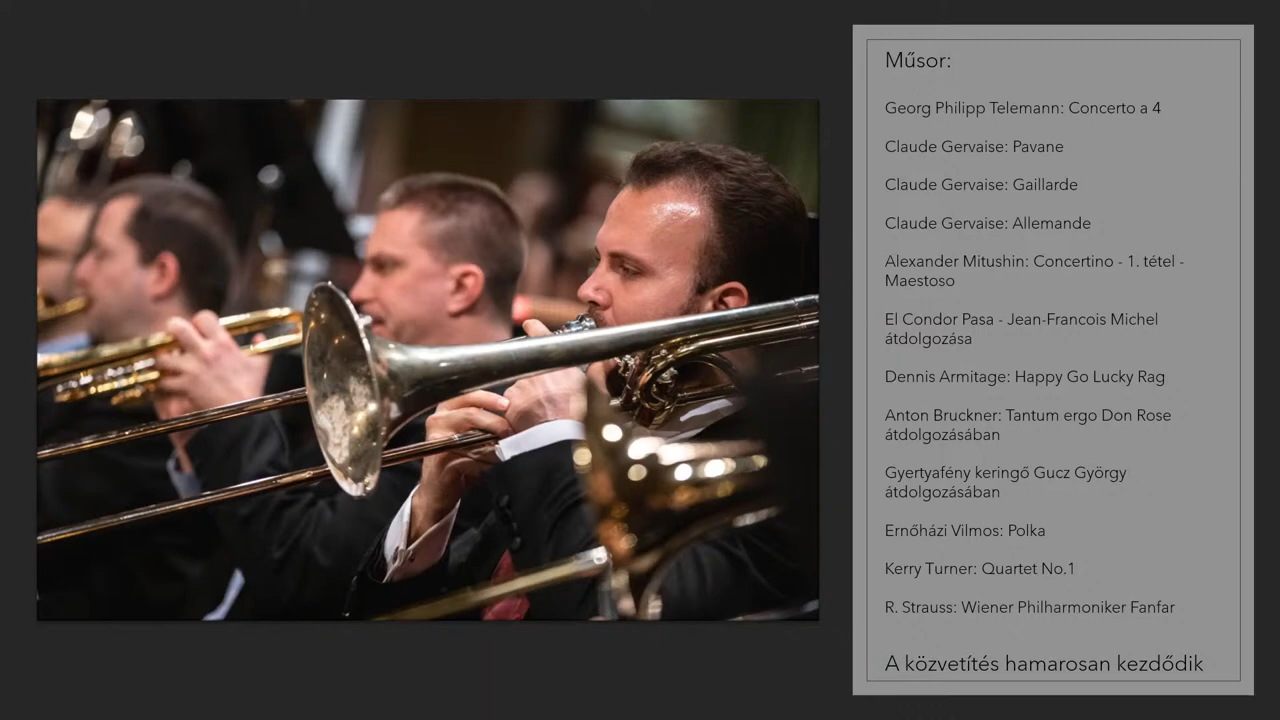 Műsor:
Georg Philipp Telemann: Concerto a 4
Claude Gervaise: Pavane
Claude Gervaise: Gaillarde
Claude Gervaise: Allemande
Alexander Mitushin: Concertino - 1. tétel -
Maestoso
El Condor Pasa - Jean-Francois Michel
átdolgozása
Dennis Armitage: Happy Go Lucky Rag
Anton Bruckner: Tantum ergo Don Rose
átdolgozásában
Gyertyafény keringő Gucz György
átdolgozásában
Ernőházi Vilmos: Polka
Kerry Turner: Quartet No.1
R. Strauss: Wiener Philharmoniker Fanfar
A közvetítés hamarosan kezdődik